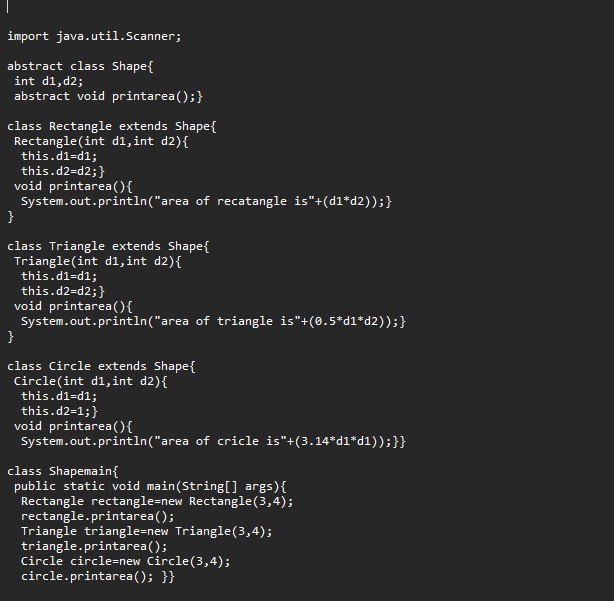 import java.util.Scanner;
abstract class Shape{
int d1,d2;
abstract void printarea();}
class Rectangle extends Shape{
Rectangle(int d1,int d2){
this.d1=d1;
this.d2=d2;}
void printarea(){
System.out.println("area of recatangle is"+(d1*d2));}
}
class Triangle extends Shape{
Triangle(int d1,int d2){
this.d1=d1;
this.d2=d2;}
void printarea(){
System.out.println("area of triangle is"+(0.5*d1*d2));}
}
class Circle extends Shape{
Circle(int d1,int d2){
this.d1=d1;
this.d2=1;}
void printarea(){
System.out.println("area of cricle is"+(3.14*d1*d1));}}
class Shapemain{
public static void main(String[] args){
Rectangle rectangle=new Rectangle(3,4);
rectangle.printarea();
Triangle triangle=new Triangle(3,4);
triangle.printarea();
Circle circle=new Circle(3,4);
circle.printarea(); }}